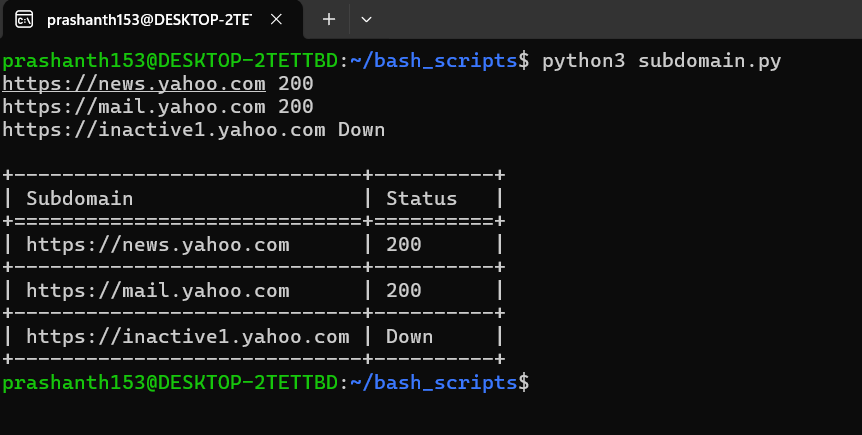 prashanth153@DESKTOP-2TE
prashanth153@DESKTOP-2TETTBD:~/bash_scripts$ python3 subdomain.py
https://news.yahoo.com 200
https://mail.yahoo.com 200
https://inactive1.yahoo.com Down
+-----------------------------+----------+
| Subdomain                   | Status   |
+=============================+==========+
| https://news.yahoo.com      | 200      |
+-----------------------------+----------+
| https://mail.yahoo.com      | 200      |
+-----------------------------+----------+
| https://inactive1.yahoo.com | Down     |
+-----------------------------+----------+
prashanth153@DESKTOP-2TETTBD:~/bash_scripts$